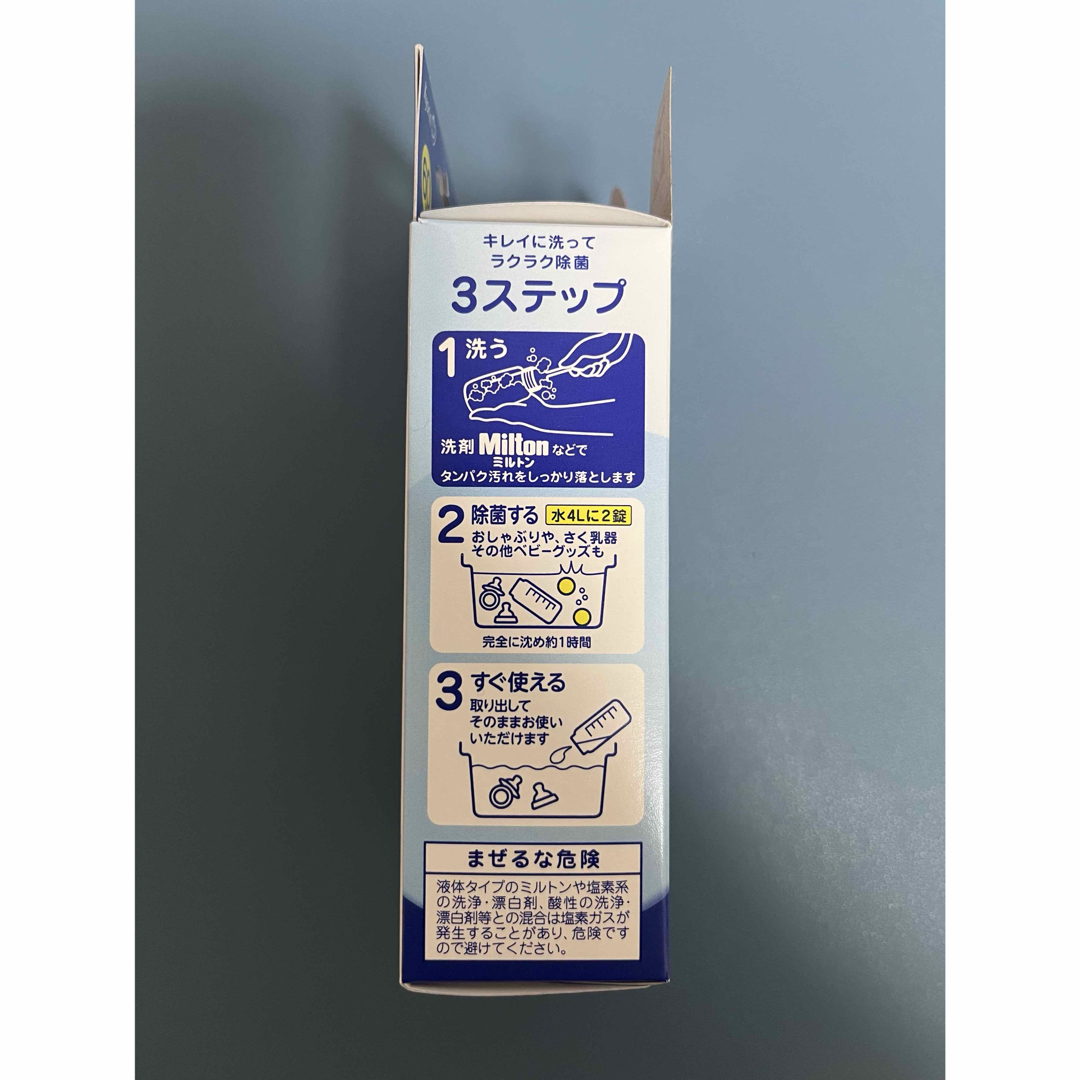 キレイに洗って
ラクラク除菌
3ステップ
1 洗う
洗剤 Milton などで
ミルトン
タンパク汚れをしっかり落とします
2 除菌する 水4Lに2錠
おしゃぶりや、さく乳器
その他ベビーグッズも
完全に沈め約1時間
3 すぐ使える
取り出して
そのままお使い
いただけます
まぜるな危険
液体タイプのミルトンや塩素系
の洗浄・漂白剤、酸性の洗浄・
漂白剤等との混合は塩素ガスが
発生することがあり、危険です
ので避けてください。